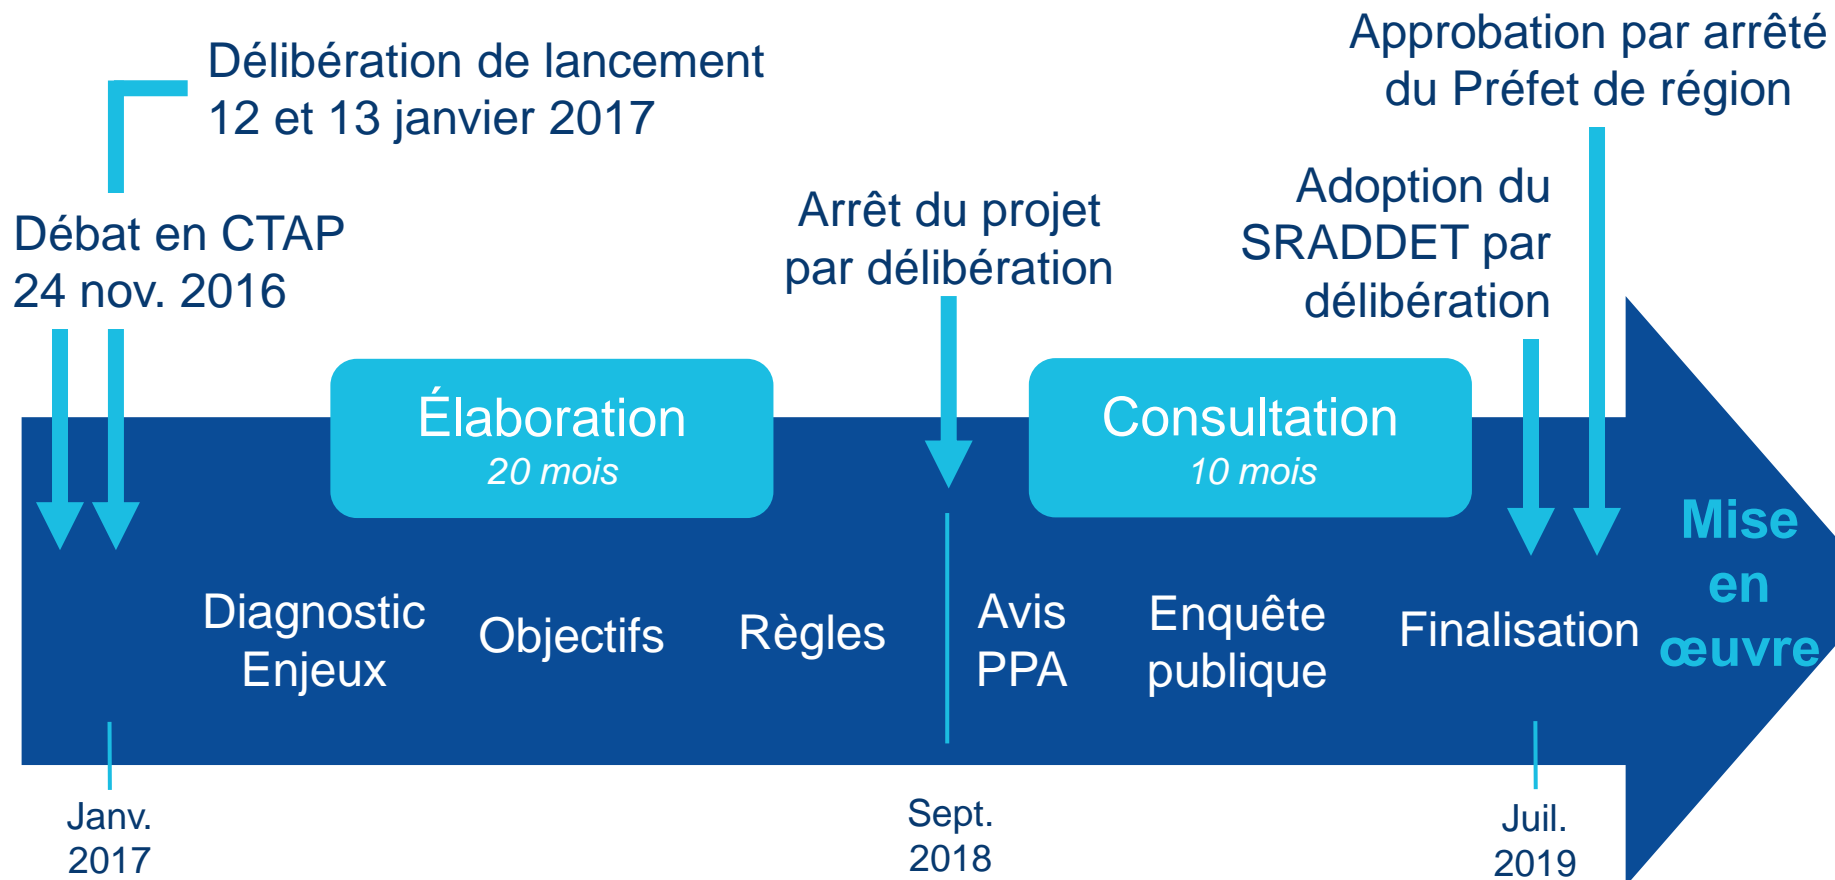 Délibération de lancement
12 et 13 janvier 2017
Débat en CTAP
24 nov. 2016
Arrêt du projet
par délibération
Adoption du
SRADDET par
délibération
Approbation par arrêté
du Préfet de région
Élaboration
20 mois
Consultation
10 mois
Diagnostic
Enjeux
Objectifs
Règles
Avis
PPA
Enquête
publique
Finalisation
Mise
en
œuvre
Janv.
2017
Sept.
2018
Juil.
2019